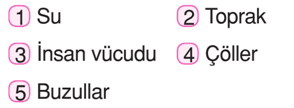 1 Su 2 Toprak
3 İnsan vücudu 4 Çöller
5 Buzullar